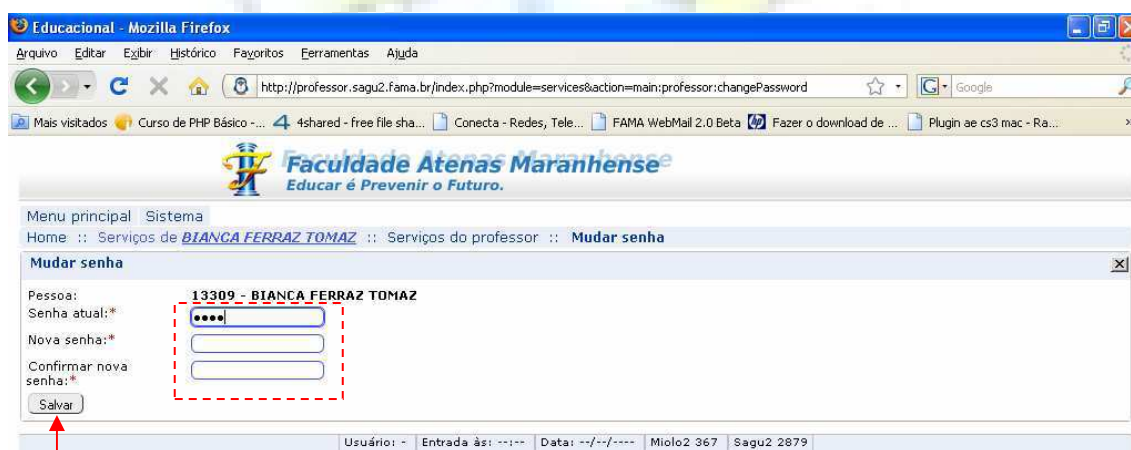 Educacional - Mozilla Firefox
Arquivo Editar Exibir Histórico Favoritos Ferramentas Ajuda
http://professor.sagu2.fama.br/index.php?module=services&action=main:professor:changePassword
G Google
Mais visitados Curso de PHP Básico -... 4shared - free file sha... Conecta - Redes, Tele... FAMA WebMail 2.0 Beta Fazer o download de ... Plugin ae cs3 mac - Ra...
Faculdade Atenas Maranhense
Educar é Prevenir o Futuro.
Menu principal Sistema
Home :: Serviços de BIANCA FERRAZ TOMAZ :: Serviços do professor :: Mudar senha
Mudar senha
Pessoa: 13309 - BIANCA FERRAZ TOMAZ
Senha atual:* ••••
Nova senha:*
Confirmar nova
senha:*
Salvar
Usuário: - Entrada às: --:-- Data: --/--/---- Miolo2 367 Sagu2 2879